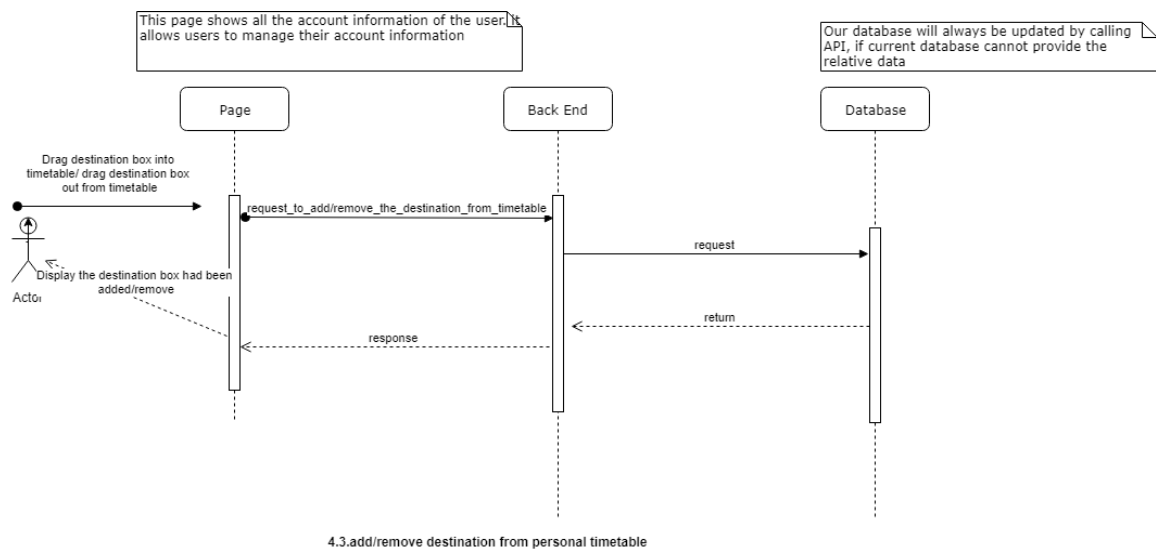 This page shows all the account information of the user. It
allows users to manage their account information
Our database will always be updated by calling
API, if current database cannot provide the
relative data
Page
Back End
Database
Drag destination box into
timetable/ drag destination box
out from timetable
request_to_add/remove_the_destination_from_timetable
request
Display the destination box had been
added/remove
Actor
return
response
4.3.add/remove destination from personal timetable